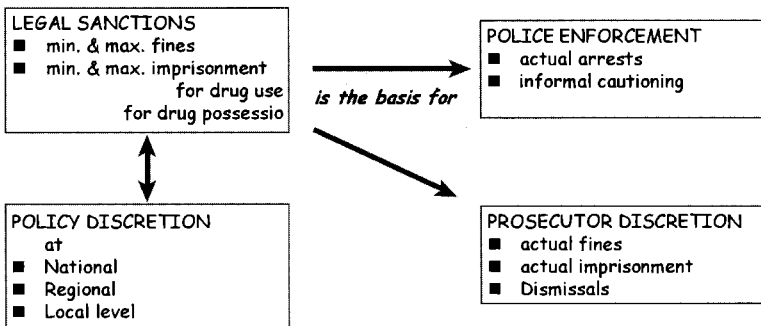 LEGAL SANCTIONS
■ min. & max. fines
■ min. & max. imprisonment
for drug use
for drug possessio
is the basis for
POLICE ENFORCEMENT
■ actual arrests
■ informal cautioning
POLICY DISCRETION
at
■ National
■ Regional
■ Local level
PROSECUTOR DISCRETION
■ actual fines
■ actual imprisonment
■ Dismissals